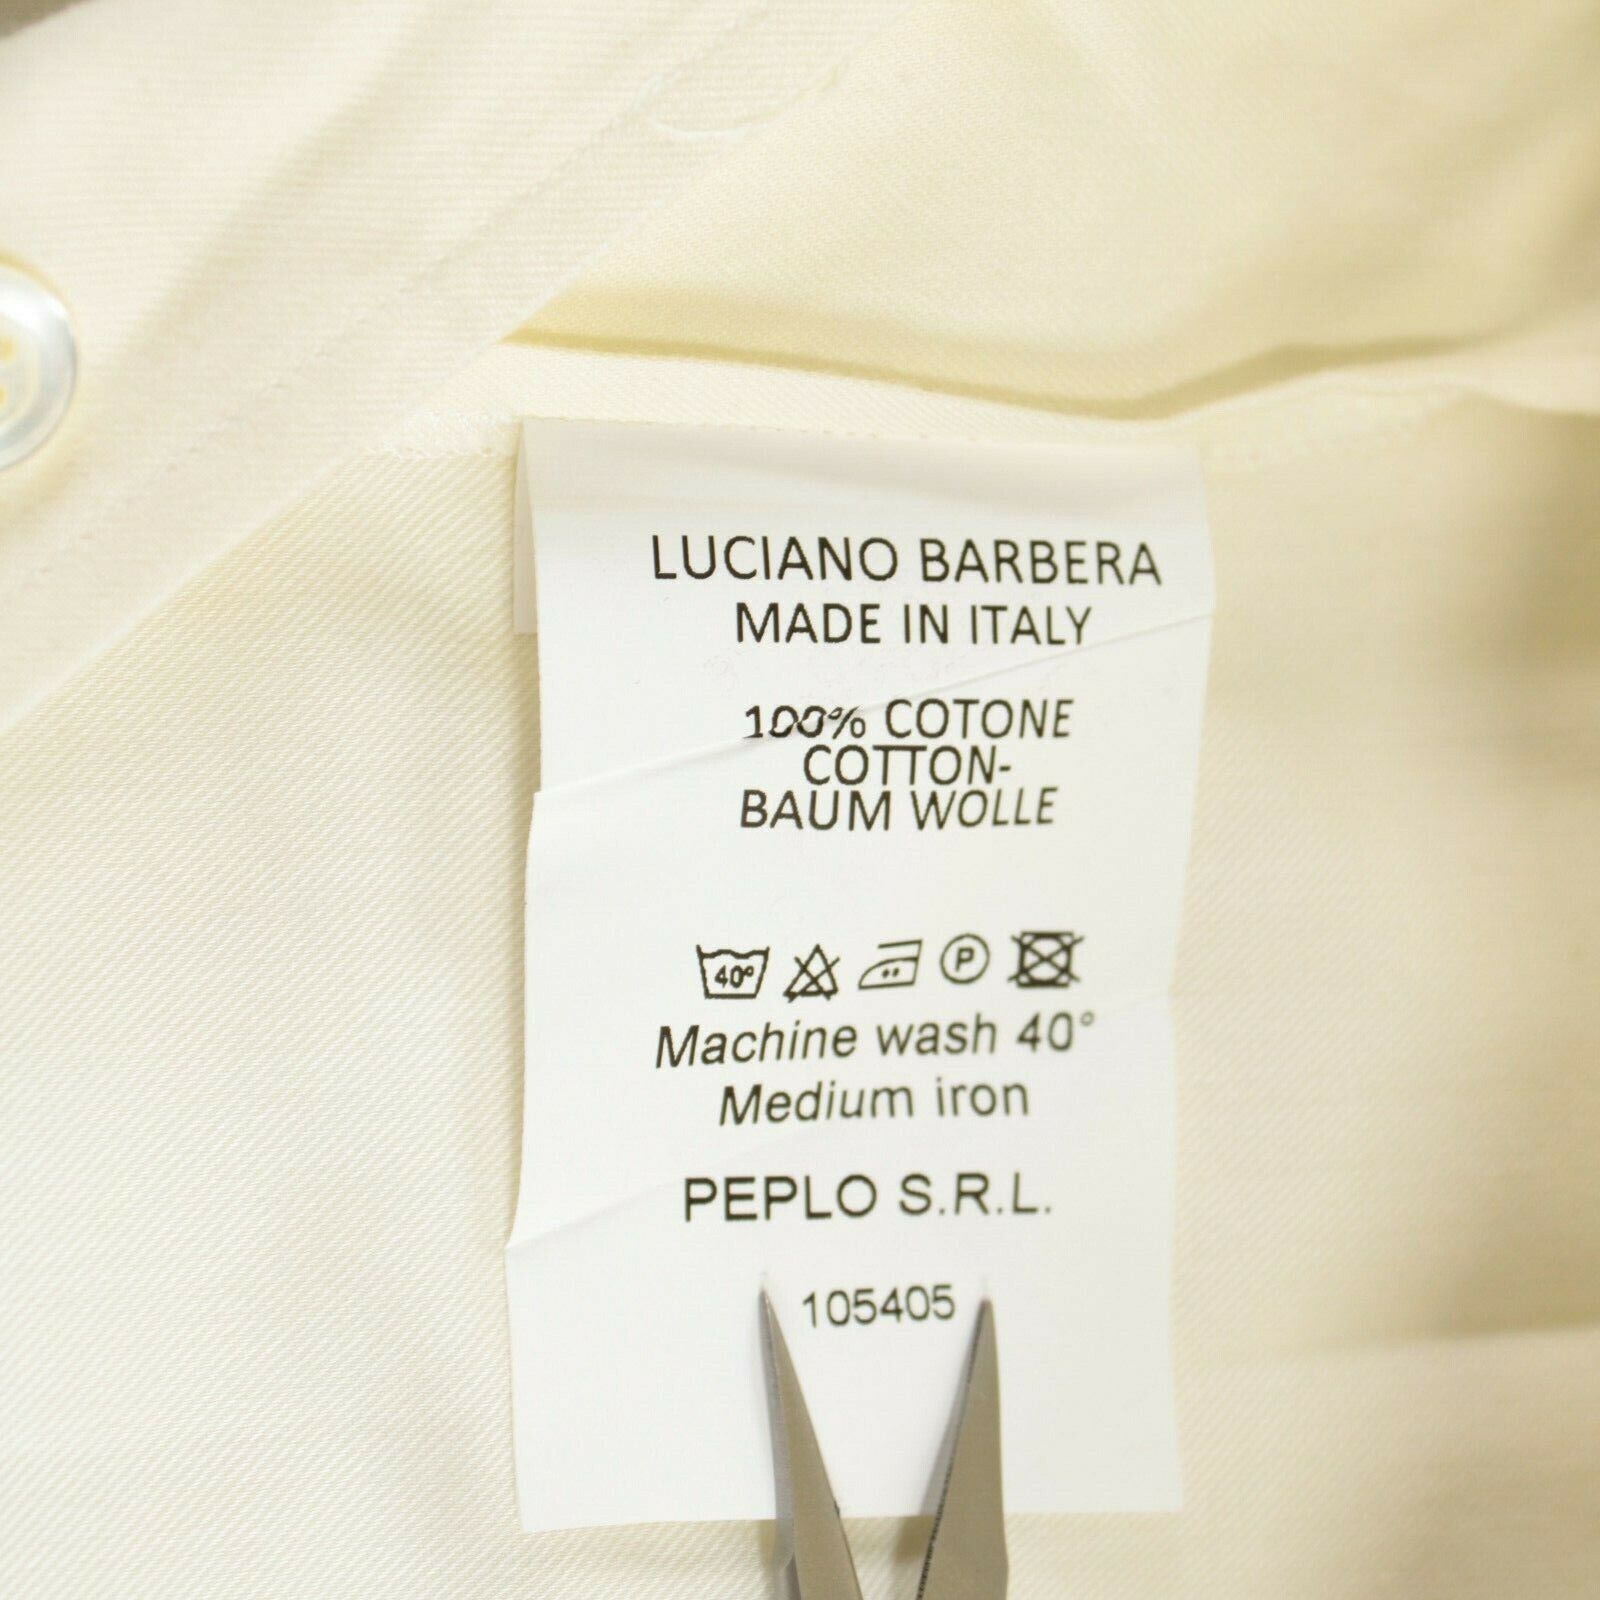 LUCIANO BARBERA
MADE IN ITALY
100% COTONE
COTTON-
BAUM WOLLE
40° P
Machine wash 40°
Medium iron
PEPLO S.R.L.
105405